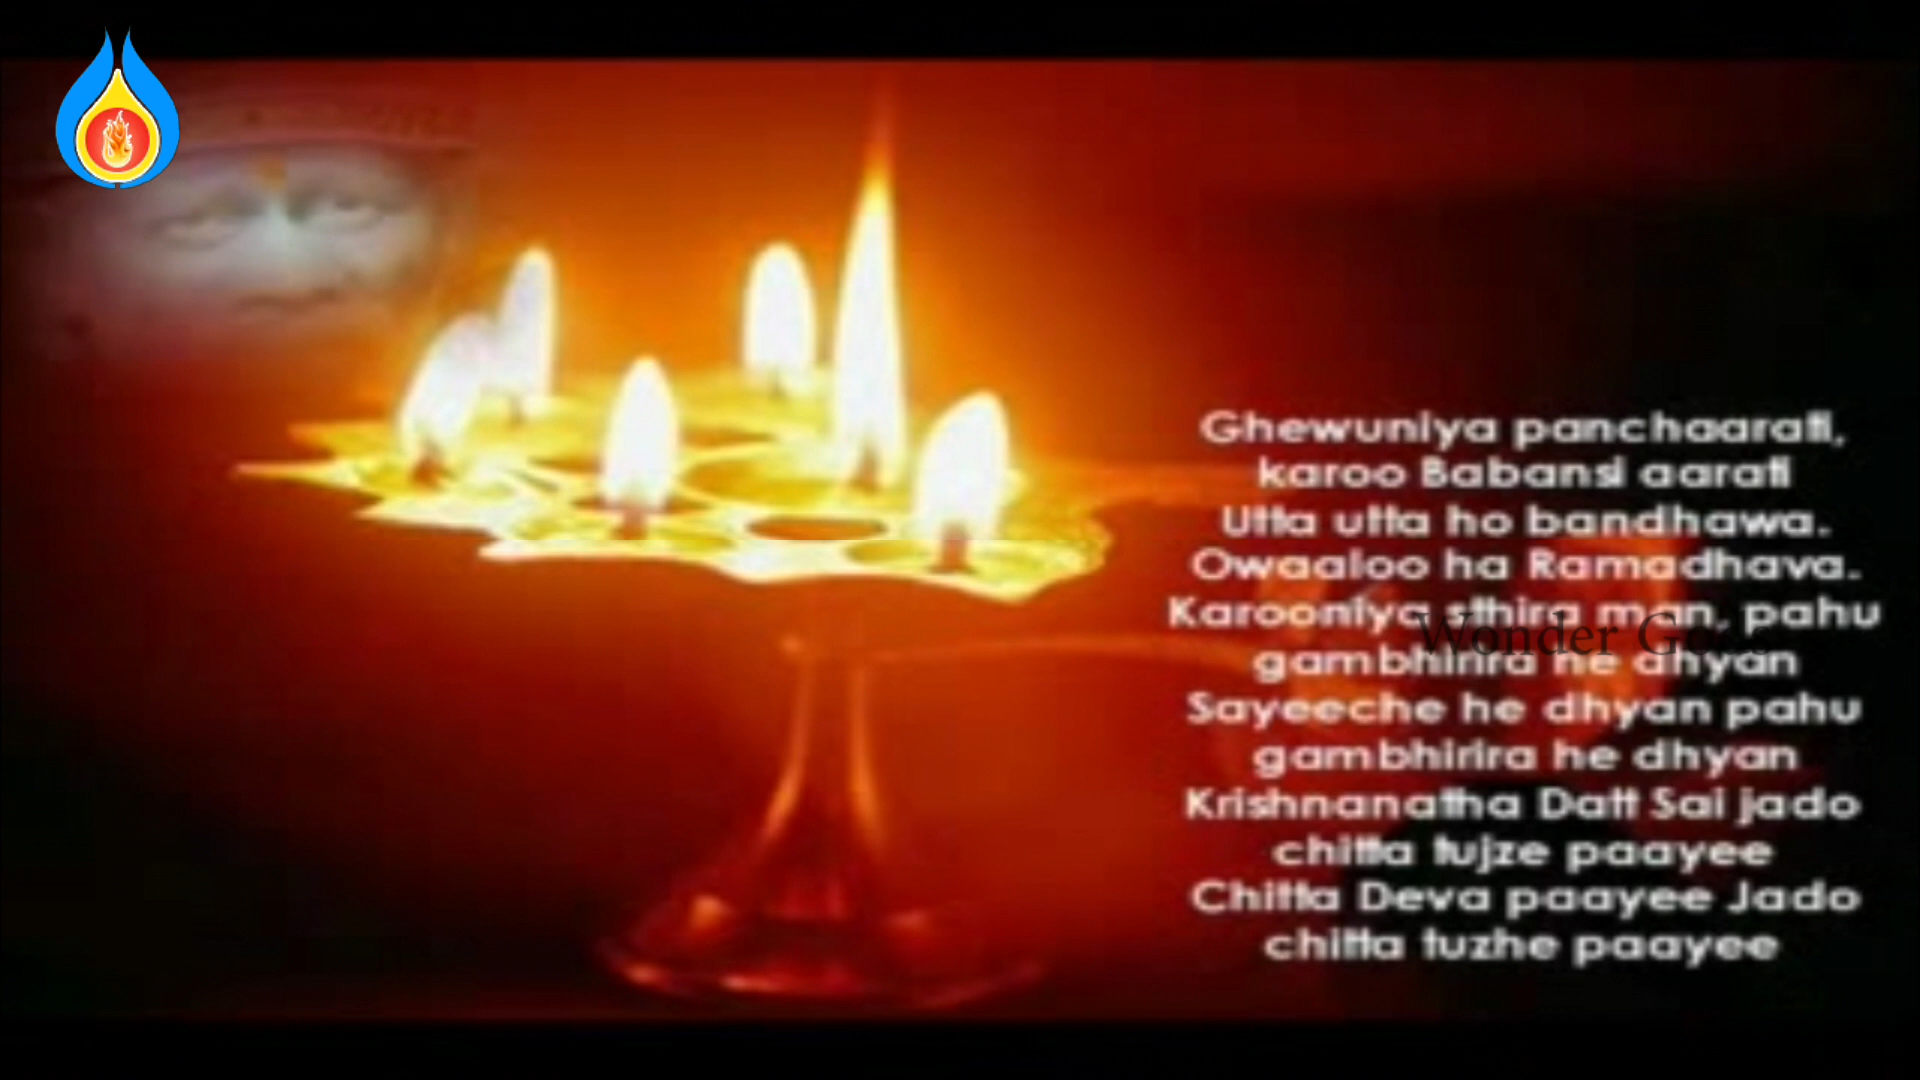 Ghewuniya panchaarati,
karoo Babansi aarati
Utta utta ho bandhawa.
Owaaloo ha Ramadhava.
Karooniya sthira man, pahu
gambhirira he dhyan
Sayeeche he dhyan pahu
gambhirira he dhyan
Krishnanatha Datt Sai jado
chitta tujze paayee
Chitta Deva paayee Jado
chitta tuzhe paayee
Wonder